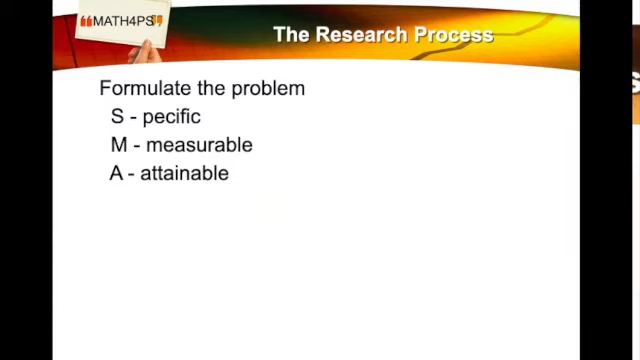 MATH4PS
The Research Process
Formulate the problem
S - pecific
M - measurable
A - attainable